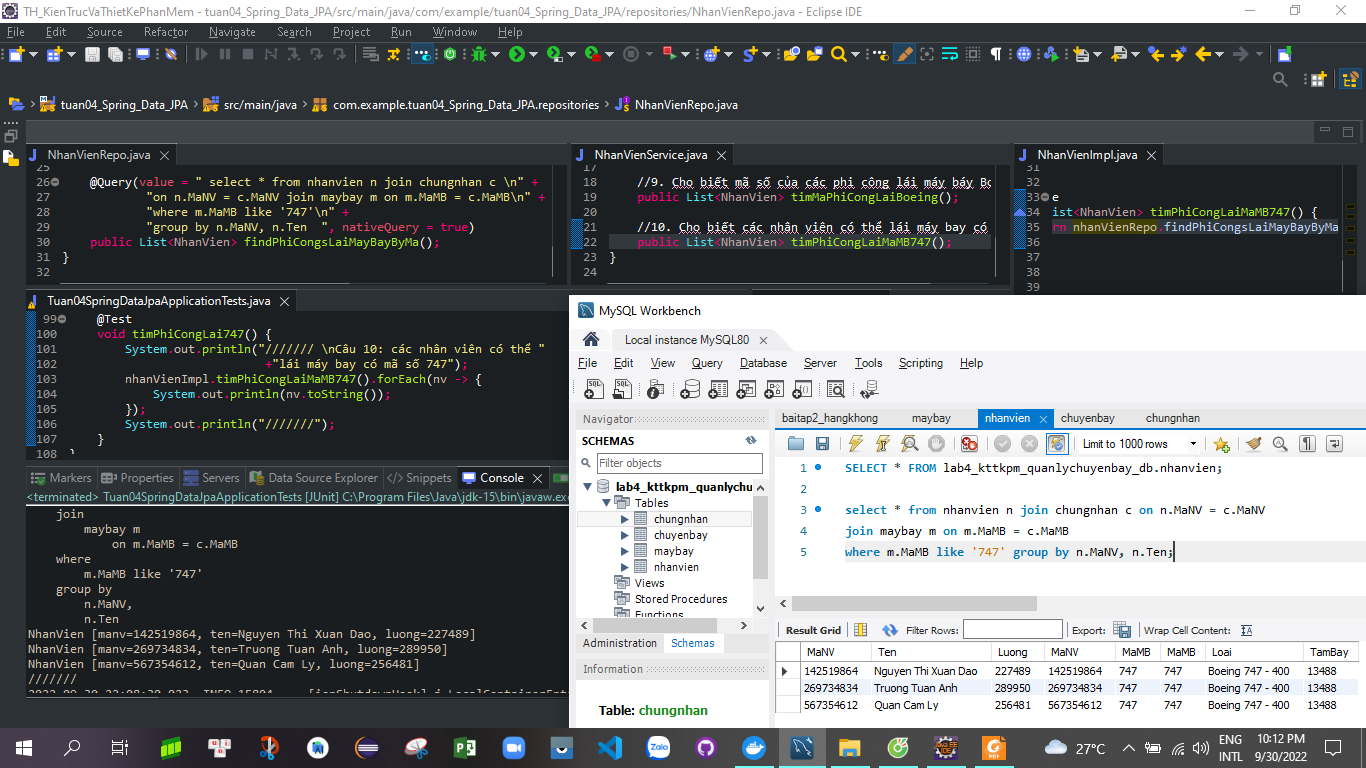 TH_KienTrucVaThietKePhanMem - tuan04_Spring_Data_JPA/src/main/java/com/example/tuan04_Spring_Data_JPA/repositories/NhanVienRepo.java - Eclipse IDE
File Edit Source Refactor Navigate Search Project Run Window Help
tuan04_Spring_Data_JPA > src/main/java > com.example.tuan04_Spring_Data_JPA.repositories > NhanVienRepo.java
NhanVienRepo.java
25
26 @Query(value = " select * from nhanvien n join chungnhan c \n" +
27 "on n.MaNV = c.MaNV join maybay m on m.MaMB = c.MaMB\n" +
28 "where m.MaMB like '747'\n" +
29 "group by n.MaNV, n.Ten  ", nativeQuery = true)
30 public List<NhanVien> findPhiCongsLaiMayBayByMa();
31 }
32
NhanVienService.java
17
18 //9. Cho biết mã số của các phi công lái máy báy Bo
19 public List<NhanVien> timMaPhiCongLaiBoeing();
20
21 //10. Cho biết các nhân viên có thể lái máy bay có
22 public List<NhanVien> timPhiCongLaiMaMB747();
23 }
24
NhanVienImpl.java
31
32
33 e
34 ist<NhanVien> timPhiCongLaiMaMB747() {
35 rn nhanVienRepo.findPhiCongsLaiMayBayByMa
36
37
38
39
Tuan04SpringDataJpaApplicationTests.java
99 @Test
100 void timPhiCongLai747() {
101 System.out.println("/////// \nCâu 10: các nhân viên có thể "
102 +"lái máy bay có mã số 747");
103 nhanVienImpl.timPhiCongLaiMaMB747().forEach(nv -> {
104 System.out.println(nv.toString());
105 });
106 System.out.println("///////");
107 }
108
Markers Properties Servers Data Source Explorer Snippets Console
<terminated> Tuan04SpringDataJpaApplicationTests [JUnit] C:\Program Files\Java\jdk-15\bin\javaw.exe
join
maybay m
on m.MaMB = c.MaMB
where
m.MaMB like '747'
group by
n.MaNV,
n.Ten
NhanVien [manv=142519864, ten=Nguyen Thi Xuan Dao, luong=227489]
NhanVien [manv=269734834, ten=Truong Tuan Anh, luong=289950]
NhanVien [manv=567354612, ten=Quan Cam Ly, luong=256481]
///////
MySQL Workbench
Local instance MySQL80
File Edit View Query Database Server Tools Scripting Help
Navigator
SCHEMAS
Filter objects
lab4_kttkpm_quanlychu
Tables
chungnhan
chuyenbay
maybay
nhanvien
Views
Stored Procedures
Functions
Administration Schemas
Information
Table: chungnhan
baitap2_hangkhong maybay nhanvien chuyenbay chungnhan
Limit to 1000 rows
1 SELECT * FROM lab4_kttkpm_quanlychuyenbay_db.nhanvien;
2
3 select * from nhanvien n join chungnhan c on n.MaNV = c.MaNV
4 join maybay m on m.MaMB = c.MaMB
5 where m.MaMB like '747' group by n.MaNV, n.Ten;
Result Grid Filter Rows: Export: Wrap Cell Content:
MaNV Ten Luong MaNV MaMB MaMB Loai TamBay
142519864 Nguyen Thi Xuan Dao 227489 142519864 747 747 Boeing 747 - 400 13488
269734834 Truong Tuan Anh 289950 269734834 747 747 Boeing 747 - 400 13488
567354612 Quan Cam Ly 256481 567354612 747 747 Boeing 747 - 400 13488
27°C
ENG
INTL
10:12 PM
9/30/2022